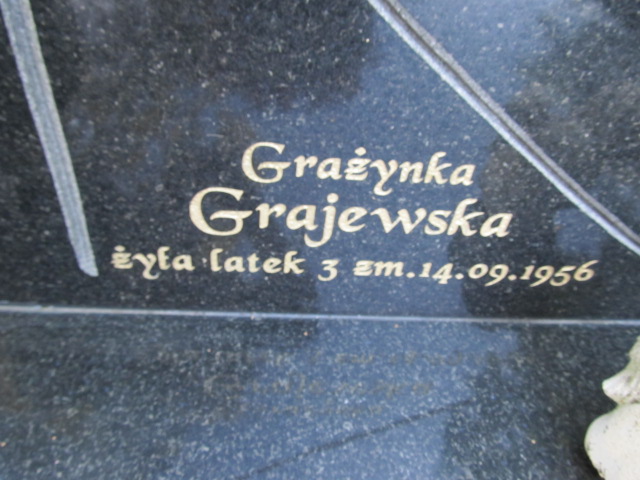 Grażynka
Grajewska
żyła latek 3 zm.14.09.1956